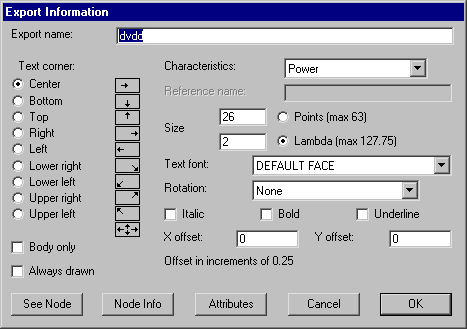 Export Information
Export name: dvdd
Text corner:
Characteristics: Power
Center
Reference name:
Bottom
Top
Size 26 Points (max 63)
Right
Left
2 Lambda (max 127.75)
Lower right
Text font: DEFAULT FACE
Lower left
Upper right
Rotation: None
Upper left
Italic Bold Underline
Body only
X offset: 0 Y offset: 0
Always drawn
Offset in increments of 0.25
See Node Node Info Attributes Cancel OK